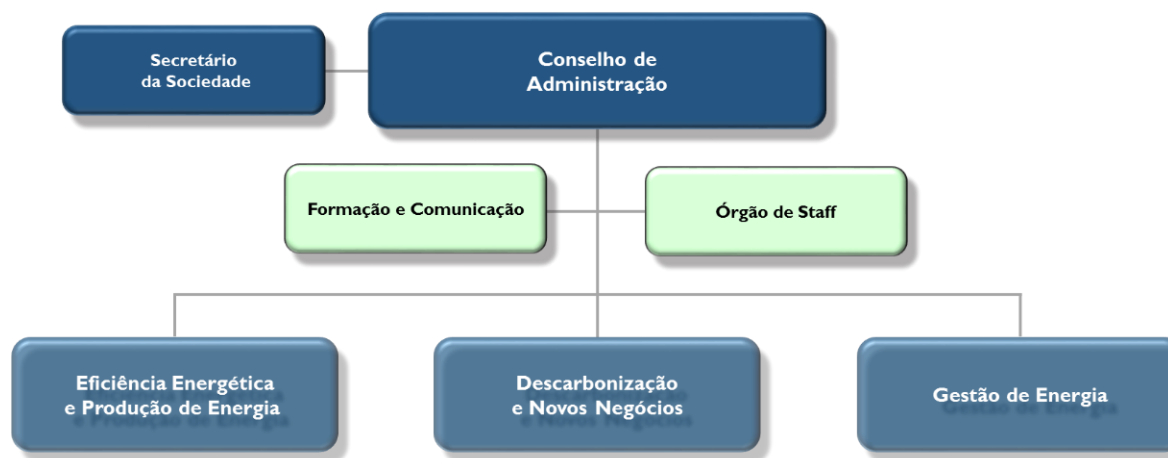 Secretário
da Sociedade
Conselho de
Administração
Formação e Comunicação
Órgão de Staff
Eficiência Energética
e Produção de Energia
Descarbonização
e Novos Negócios
Gestão de Energia